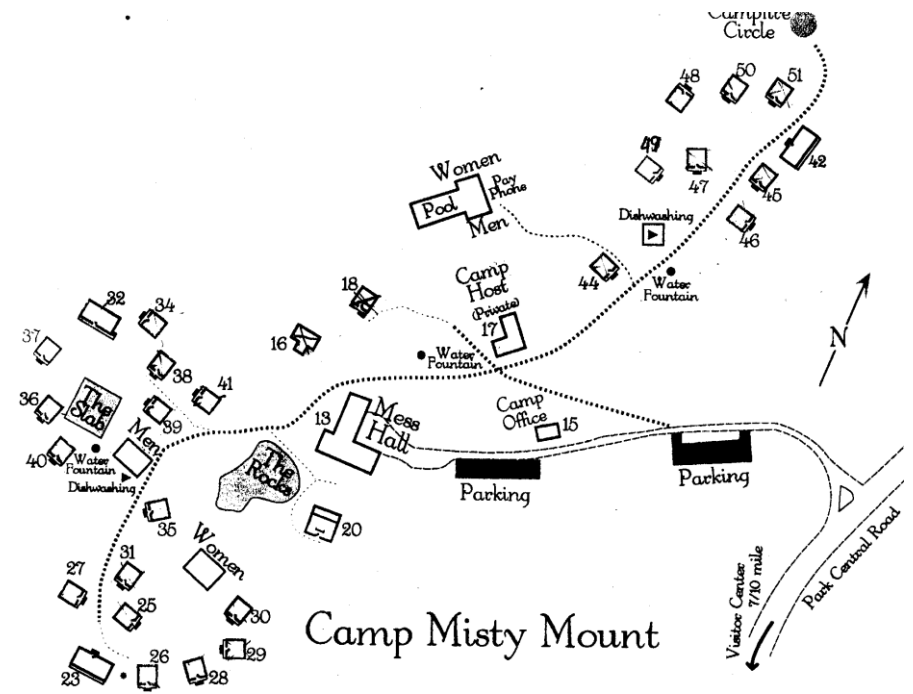 Campfire
Circle
48
50
51
49
47
42
45
46
Women
Pay
Phone
Pool
Men
Dishwashing
44
Water
Fountain
Camp
Host
(Private)
17
18
16
Water
Fountain
N
32
34
37
38
41
36
The
Slab
39
40
Men
Water
Fountain
Dishwashing
13
Mess
Hall
Camp
Office
15
Parking
Parking
The
Rocks
20
35
Women
31
27
25
30
29
23
26
28
Camp Misty Mount
Visitor Center
7/10 mile
Park Central Road